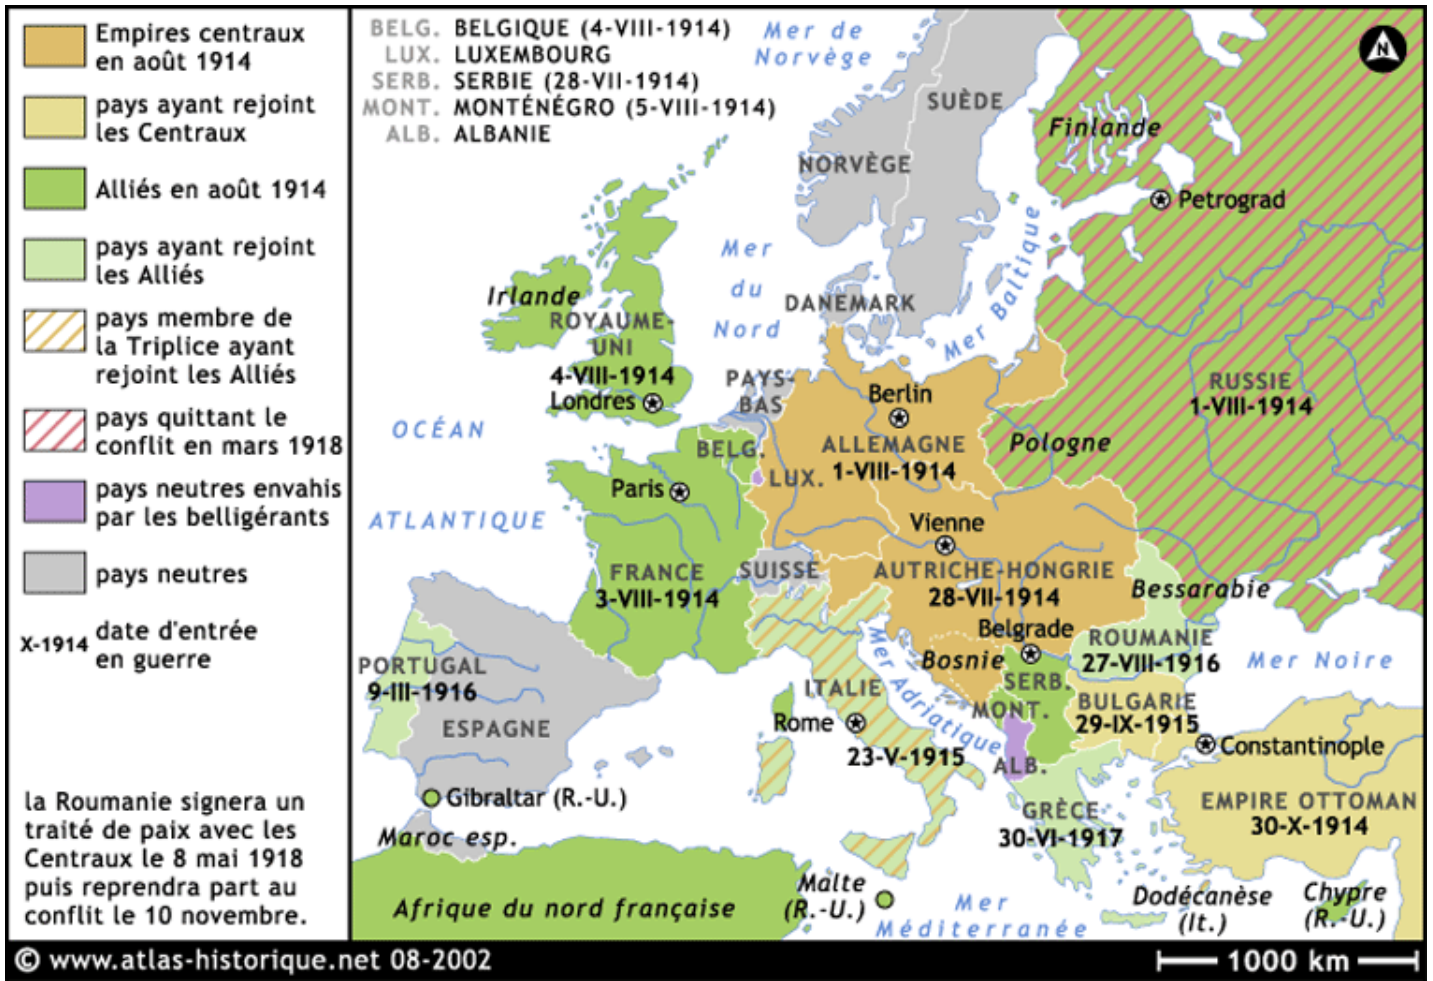 Empires centraux
en août 1914
pays ayant rejoint
les Centraux
Alliés en août 1914
pays ayant rejoint
les Alliés
pays membre de
la Triplice ayant
rejoint les Alliés
pays quittant le
conflit en mars 1918
pays neutres envahis
par les belligérants
pays neutres
X-1914 date d'entrée
en guerre
la Roumanie signera un
traité de paix avec les
Centraux le 8 mai 1918
puis reprendra part au
conflit le 10 novembre.
BELG. BELGIQUE (4-VIII-1914)
LUX. LUXEMBOURG
SERB. SERBIE (28-VII-1914)
MONT. MONTÉNÉGRO (5-VIII-1914)
ALB. ALBANIE
Mer de
Norvège
N
SUÈDE
Finlande
NORVÈGE
Petrograd
Mer
du
Nord
Mer Baltique
Irlande
DANEMARK
ROYAUME-
UNI
4-VIII-1914
Londres
PAYS-
BAS
Berlin
RUSSIE
1-VIII-1914
OCÉAN
ATLANTIQUE
BELG.
ALLEMAGNE
1-VIII-1914
Pologne
LUX.
Paris
Vienne
FRANCE
3-VIII-1914
SUISSE
AUTRICHE-HONGRIE
28-VII-1914
Bessarabie
Belgrade
ROUMANIE
27-VIII-1916
Mer Noire
Bosnie
PORTUGAL
9-III-1916
Mer Adriatique
SERB.
ITALIE
MONT.
BULGARIE
29-IX-1915
ESPAGNE
Rome
23-V-1915
Constantinople
ALB.
Gibraltar (R.-U.)
GRÈCE
30-VI-1917
EMPIRE OTTOMAN
30-X-1914
Maroc esp.
Afrique du nord française
Malte
(R.-U.)
Mer
Méditerranée
Dodécanèse
(It.)
Chypre
(R.-U.)
© www.atlas-historique.net 08-2002
1000 km